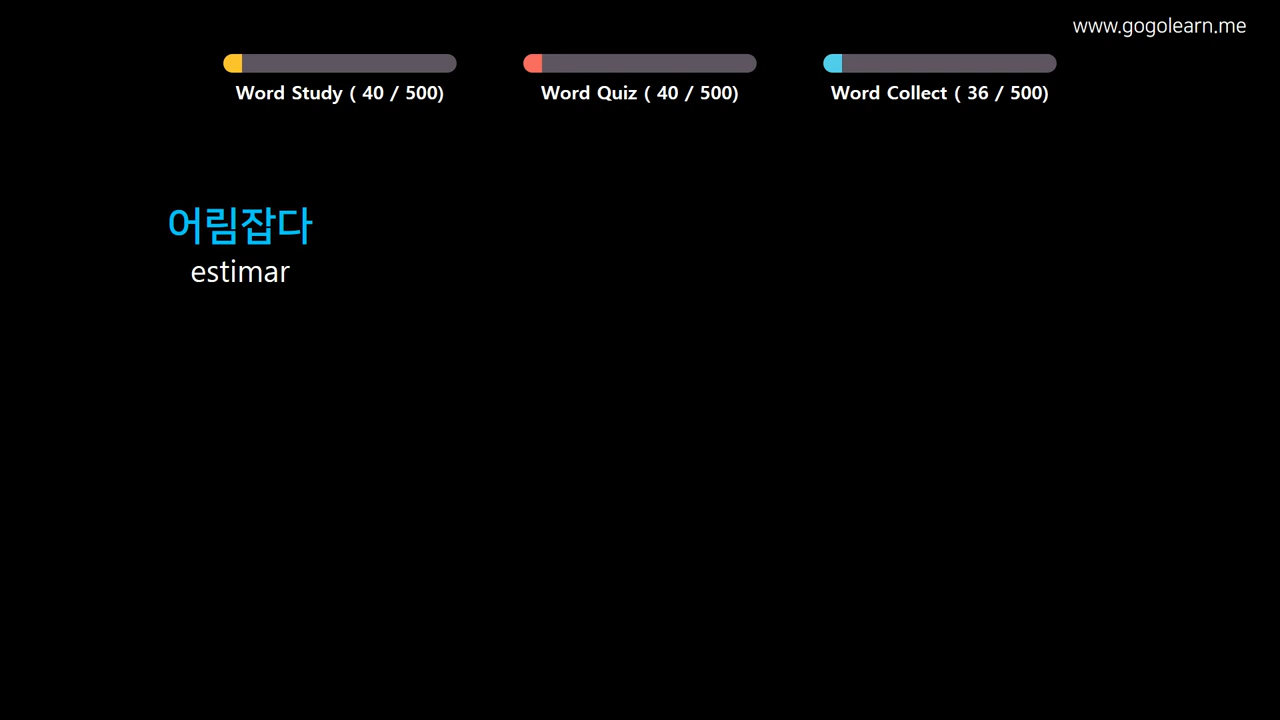 www.gogolearn.me
Word Study ( 40 / 500)
Word Quiz ( 40 / 500)
Word Collect ( 36 / 500)
어림잡다
estimar